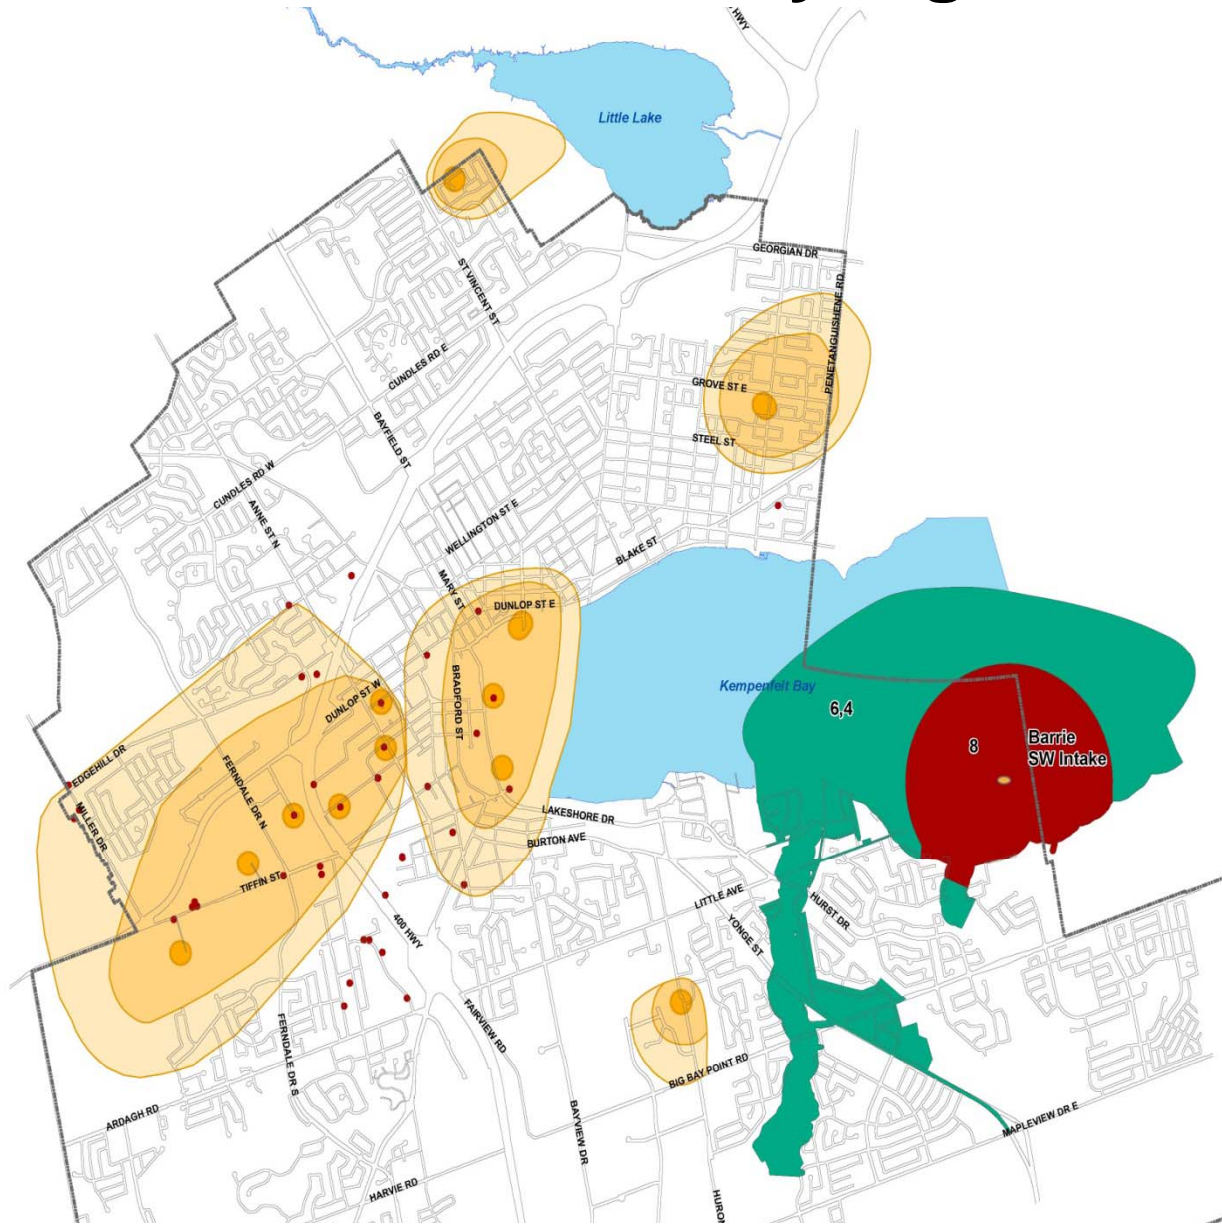 HWY
Little Lake
GEORGIAN DR
ST VINCENT ST
PENETANGUISHENE RD
CUNDLES RD E
GROVE ST E
BAYFIELD ST
STEEL ST
CUNDLES RD W
ANNE ST N
WELLINGTON ST E
BLAKE ST
MARY ST
DUNLOP ST E
BRADFORD ST
Kempenfelt Bay
DUNLOP ST W
6,4
8
Barrie
SW Intake
EDGEHILL DR
FERNDALE DR N
MILLER DR
LAKESHORE DR
BURTON AVE
TIFFIN ST
LITTLE AVE
HURST DR
YONGE ST
400 HWY
FAIRVIEW RD
FERNDALE DR S
BIG BAY POINT RD
ARDAGH RD
BAYVIEW DR
MAPLEVIEW DR E
HARVIE RD
HURON